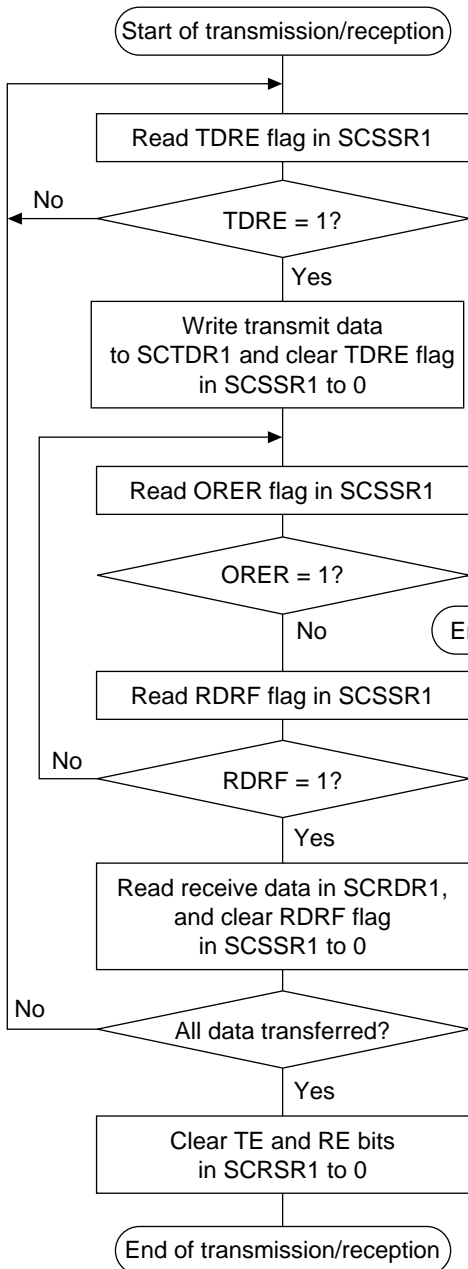 Start of transmission/reception
Read TDRE flag in SCSSR1
No
TDRE = 1?
Yes
Write transmit data
to SCTDR1 and clear TDRE flag
in SCSSR1 to 0
Read ORER flag in SCSSR1
ORER = 1?
No
Read RDRF flag in SCSSR1
No
RDRF = 1?
Yes
Read receive data in SCRDR1,
and clear RDRF flag
in SCSSR1 to 0
No
All data transferred?
Yes
Clear TE and RE bits
in SCRSR1 to 0
End of transmission/reception